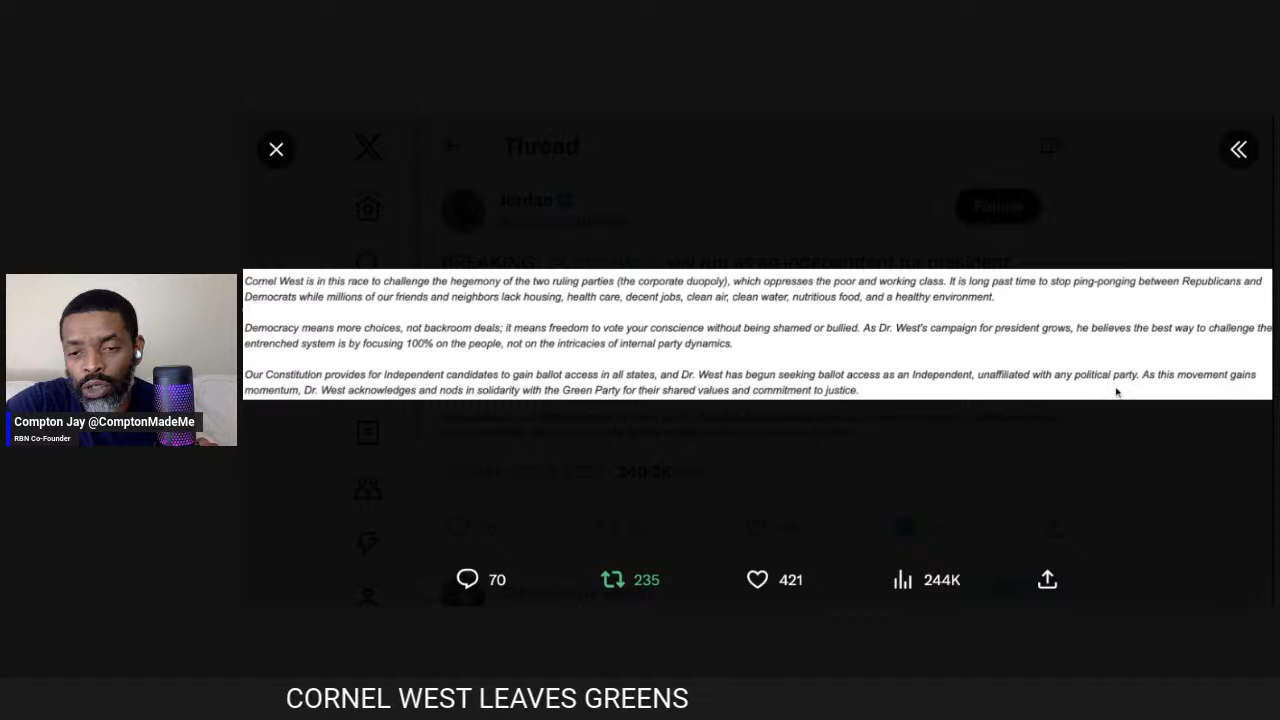 Thread
Jordan
Follow
Cornel West is in this race to challenge the hegemony of the two ruling parties (the corporate duopoly), which oppresses the poor and working class. It is long past time to stop ping-ponging between Republicans and
Democrats while millions of our friends and neighbors lack housing, health care, decent jobs, clean air, clean water, nutritious food, and a healthy environment.
Democracy means more choices, not backroom deals; it means freedom to vote your conscience without being shamed or bullied. As Dr. West's campaign for president grows, he believes the best way to challenge the
entrenched system is by focusing 100% on the people, not on the intricacies of internal party dynamics.
Our Constitution provides for Independent candidates to gain ballot access in all states, and Dr. West has begun seeking ballot access as an Independent, unaffiliated with any political party. As this movement gains
momentum, Dr. West acknowledges and nods in solidarity with the Green Party for their shared values and commitment to justice.
Compton Jay @ComptonMadeMe
RBN Co-Founder
70 235 421 244K
CORNEL WEST LEAVES GREENS